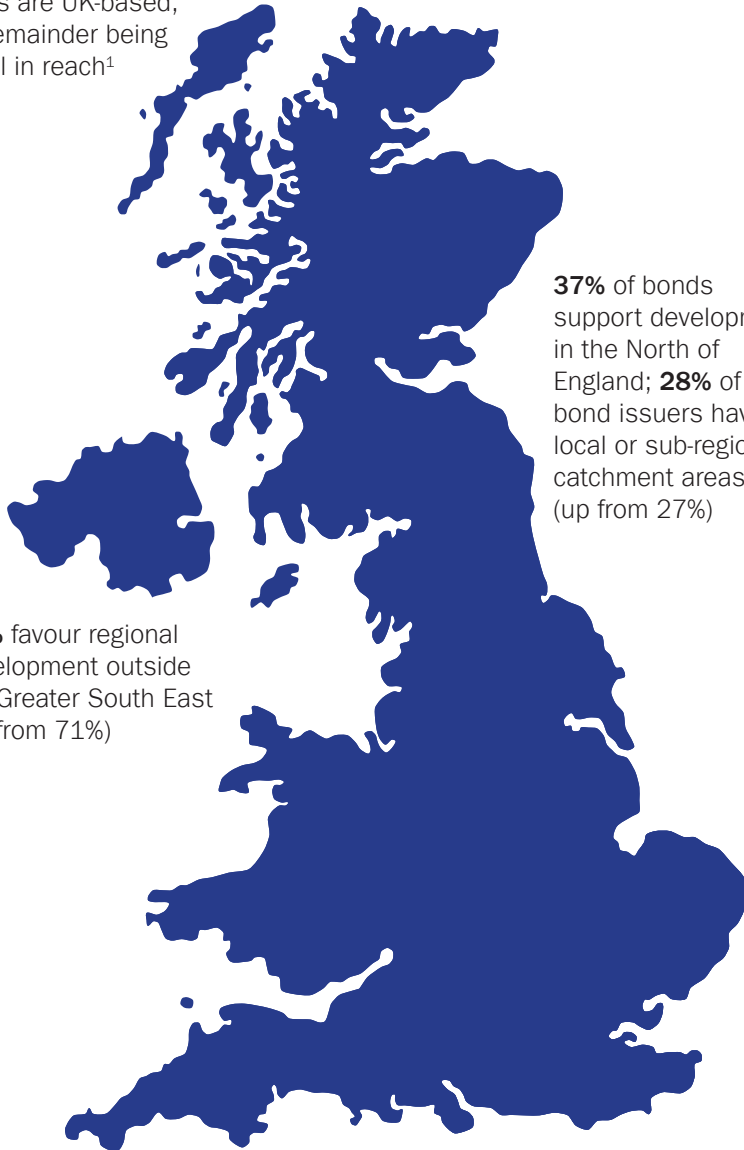 s are UK-based,
emainder being
l in reach¹
37% of bonds
support developm
in the North of
England; 28% of
bond issuers hav
local or sub-regio
catchment areas
(up from 27%)
favour regional
elopment outside
Greater South East
from 71%)